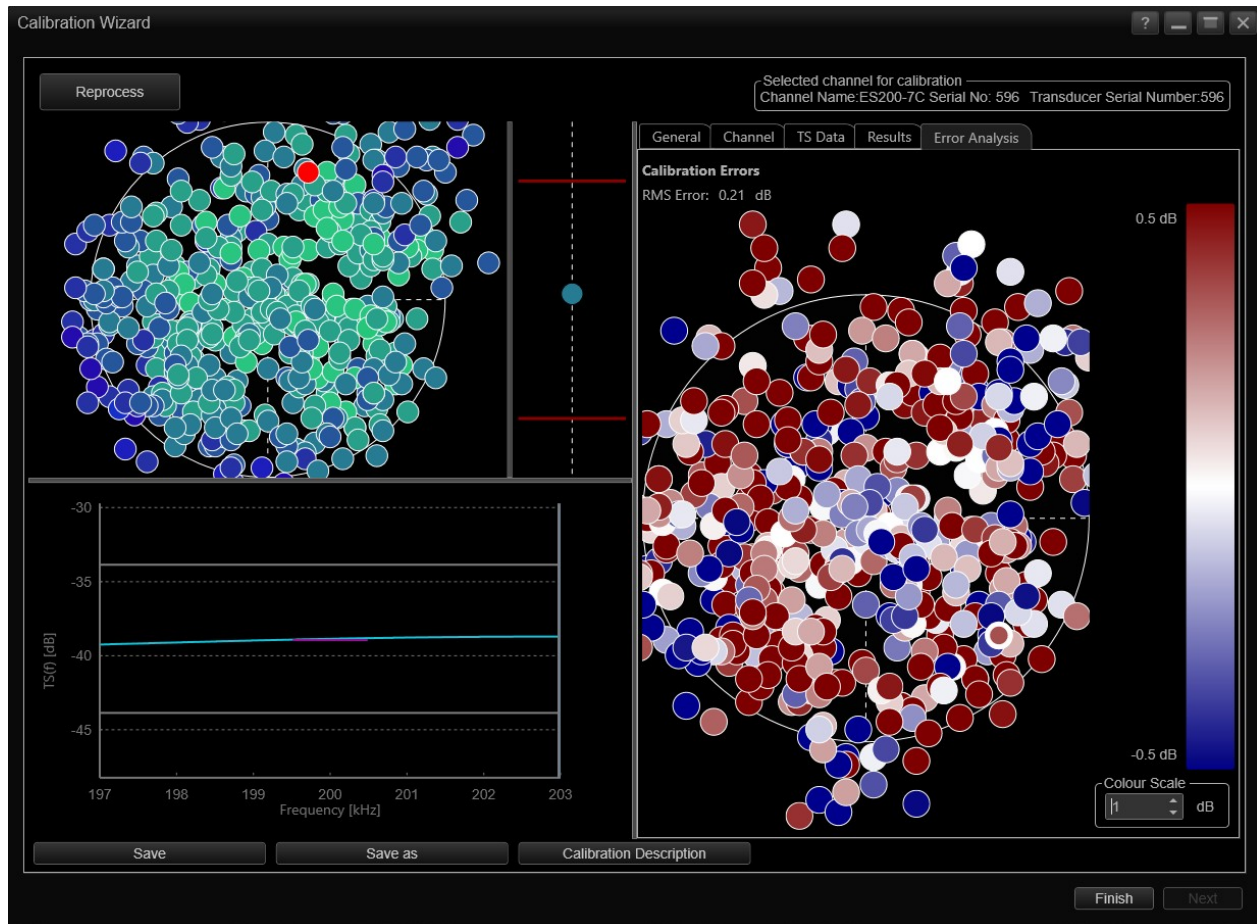 Calibration Wizard
?
Reprocess
Selected channel for calibration
Channel Name:ES200-7C Serial No: 596 Transducer Serial Number:596
General Channel TS Data Results Error Analysis
Calibration Errors
RMS Error: 0.21 dB
0.5 dB
-0.5 dB
Colour Scale
1 dB
-30
-35
-40
-45
TS(f) [dB]
197 198 199 200 201 202 203
Frequency [kHz]
Save Save as Calibration Description
Finish Next